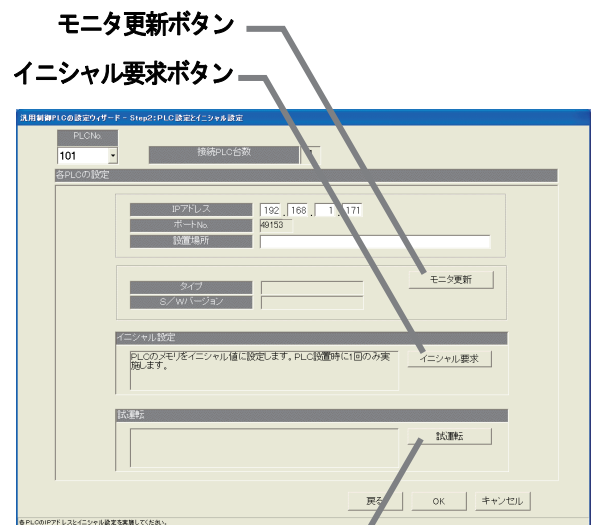 モニタ更新ボタン
イニシャル要求ボタン
汎用制御PLCの設定ウィザード - Step2:PLC設定とイニシャル設定
PLCNo.
101
接続PLC台数
各PLCの設定
IPアドレス 192 . 168 . 1 . 171
ポートNo. 49153
設置場所
モニタ更新
タイプ
S/Wバージョン
イニシャル設定
PLCのメモリをイニシャル値に設定します。PLC設置時に1回のみ実
施します。
イニシャル要求
試運転
試運転
戻る OK キャンセル
各PLCのIPアドレスとイニシャル設定を実施してください。